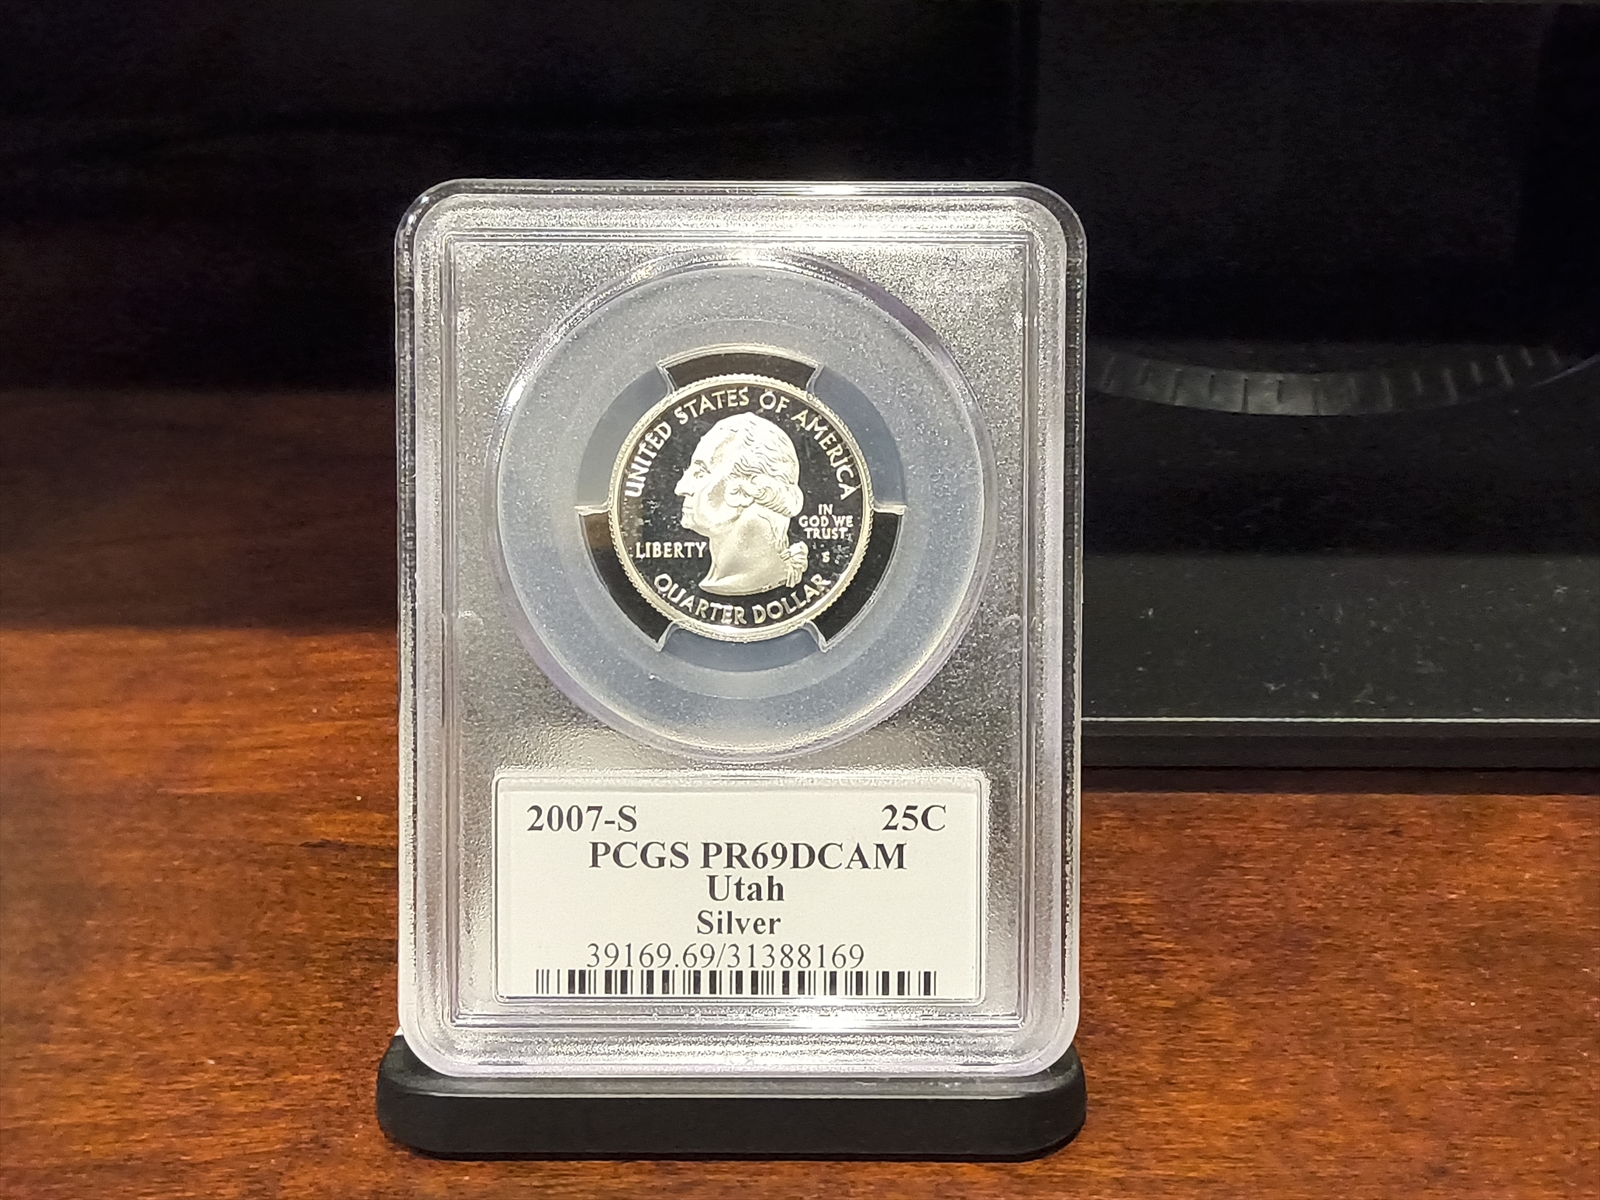 UNITED STATES OF AMERICA
IN
GOD WE
TRUST
LIBERTY
S
QUARTER DOLLAR
2007-S 25C
PCGS PR69DCAM
Utah
Silver
39169.69/31388169